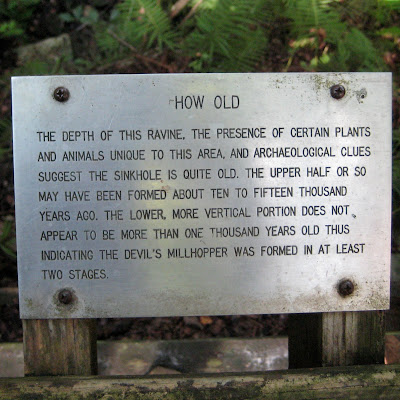 HOW OLD
THE DEPTH OF THIS RAVINE, THE PRESENCE OF CERTAIN PLANTS
AND ANIMALS UNIQUE TO THIS AREA, AND ARCHAEOLOGICAL CLUES
SUGGEST THE SINKHOLE IS QUITE OLD. THE UPPER HALF OR SO
MAY HAVE BEEN FORMED ABOUT TEN TO FIFTEEN THOUSAND
YEARS AGO. THE LOWER, MORE VERTICAL PORTION DOES NOT
APPEAR TO BE MORE THAN ONE THOUSAND YEARS OLD THUS
INDICATING THE DEVIL'S MILLHOPPER WAS FORMED IN AT LEAST
TWO STAGES.